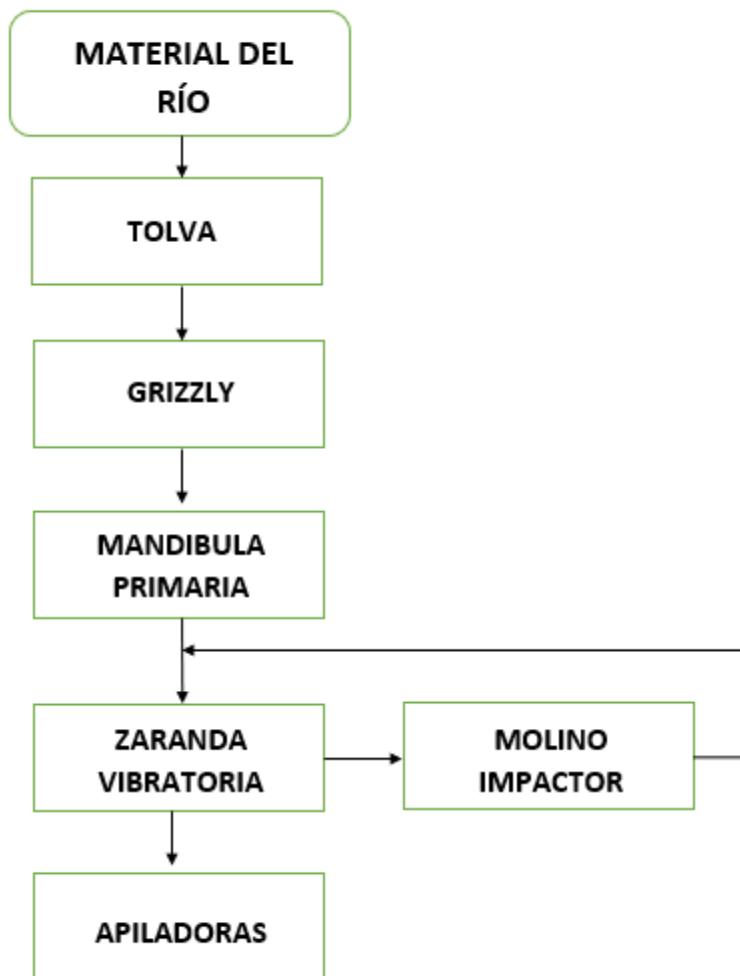 MATERIAL DEL
RÍO
TOLVA
GRIZZLY
MANDIBULA
PRIMARIA
ZARANDA
VIBRATORIA
MOLINO
IMPACTOR
APILADORAS